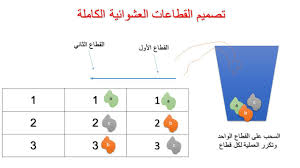 تصميم القطاعات العشوائية الكاملة
القطاع الأول
القطاع الثاني
1 1 1 a
2 2 2 c
3 3 3 b
السحب على القطاع الواحد
وتكرر العملية لكل قطاع